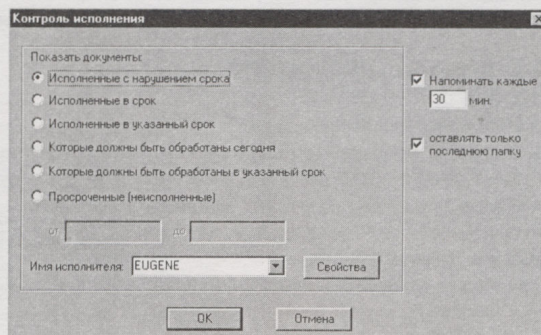 Контроль исполнения
Показать документы:
Исполненные с нарушением срока
Исполненные в срок
Исполненные в указанный срок
Которые должны быть обработаны сегодня
Которые должны быть обработаны в указанный срок
Просроченные (неисполненные)
от
до
Имя исполнителя: EUGENE
Свойства
Напоминать каждые
30 мин.
оставлять только
последнюю папку
OK
Отмена